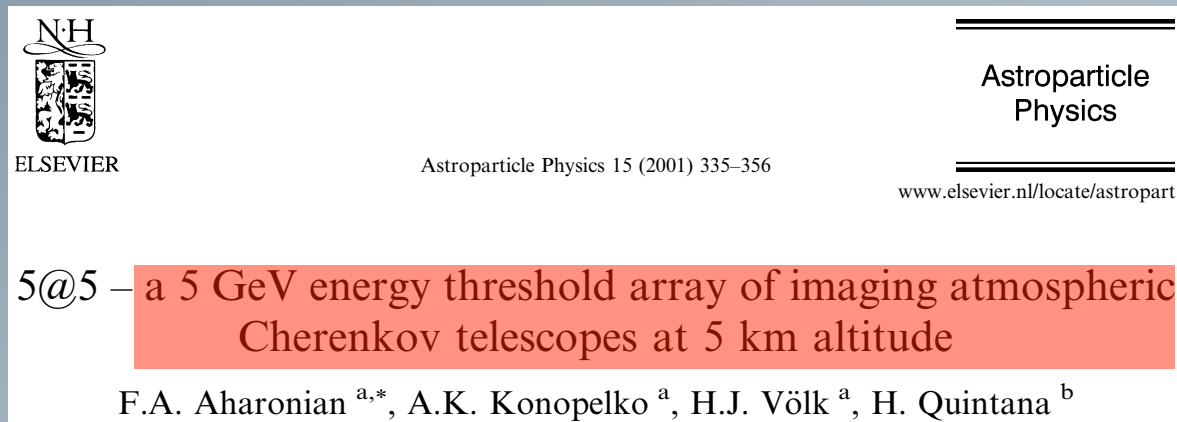 N·H
ELSEVIER
Astroparticle
Physics
Astroparticle Physics 15 (2001) 335–356
www.elsevier.nl/locate/astropart
5@5 – a 5 GeV energy threshold array of imaging atmospheric
Cherenkov telescopes at 5 km altitude
F.A. Aharonian a,*, A.K. Konopelko a, H.J. Völk a, H. Quintana b